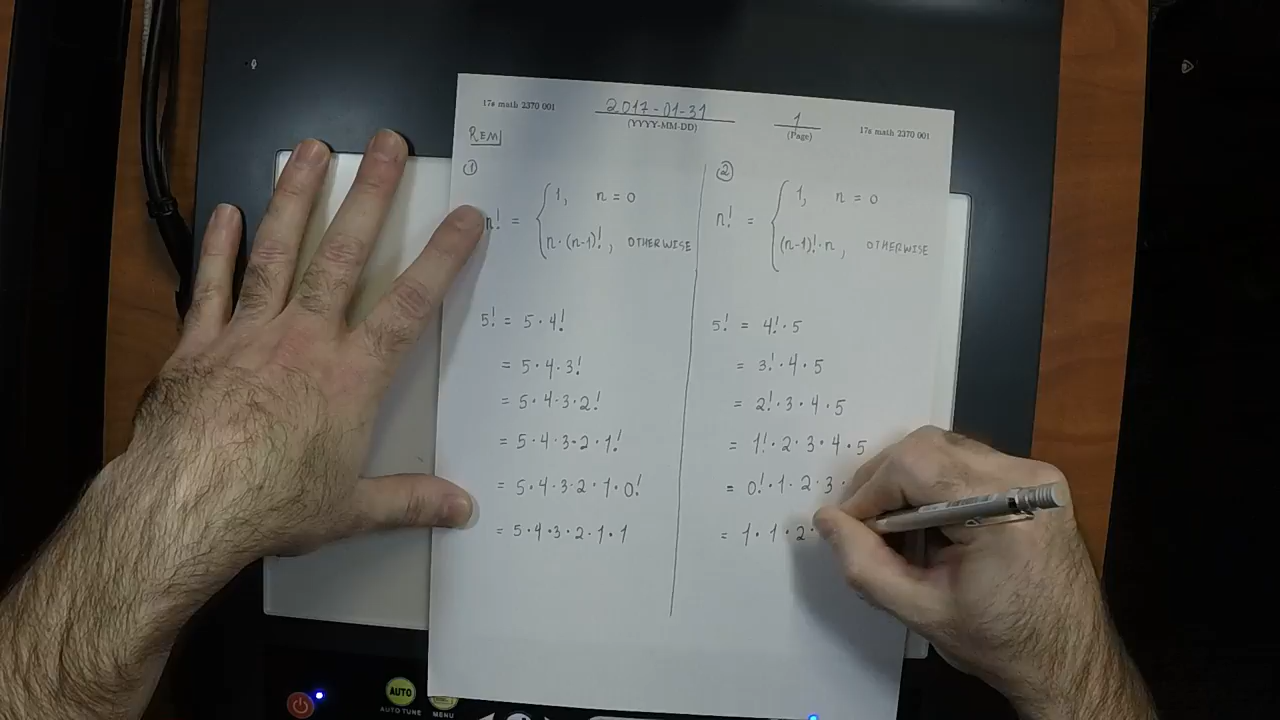 17s math 2370 001 2017-01-31 1 17s math 2370 001
(YYYY-MM-DD) (Page)
REM
①
n! = { 1, n = 0
n·(n-1)!, OTHERWISE
5! = 5·4!
= 5·4·3!
= 5·4·3·2!
= 5·4·3·2·1!
= 5·4·3·2·1·0!
= 5·4·3·2·1·1
②
n! = { 1, n = 0
(n-1)!·n, OTHERWISE
5! = 4!·5
= 3!·4·5
= 2!·3·4·5
= 1!·2·3·4·5
= 0!·1·2·3·
= 1·1·2·
AUTO
AUTO TUNE
MENU